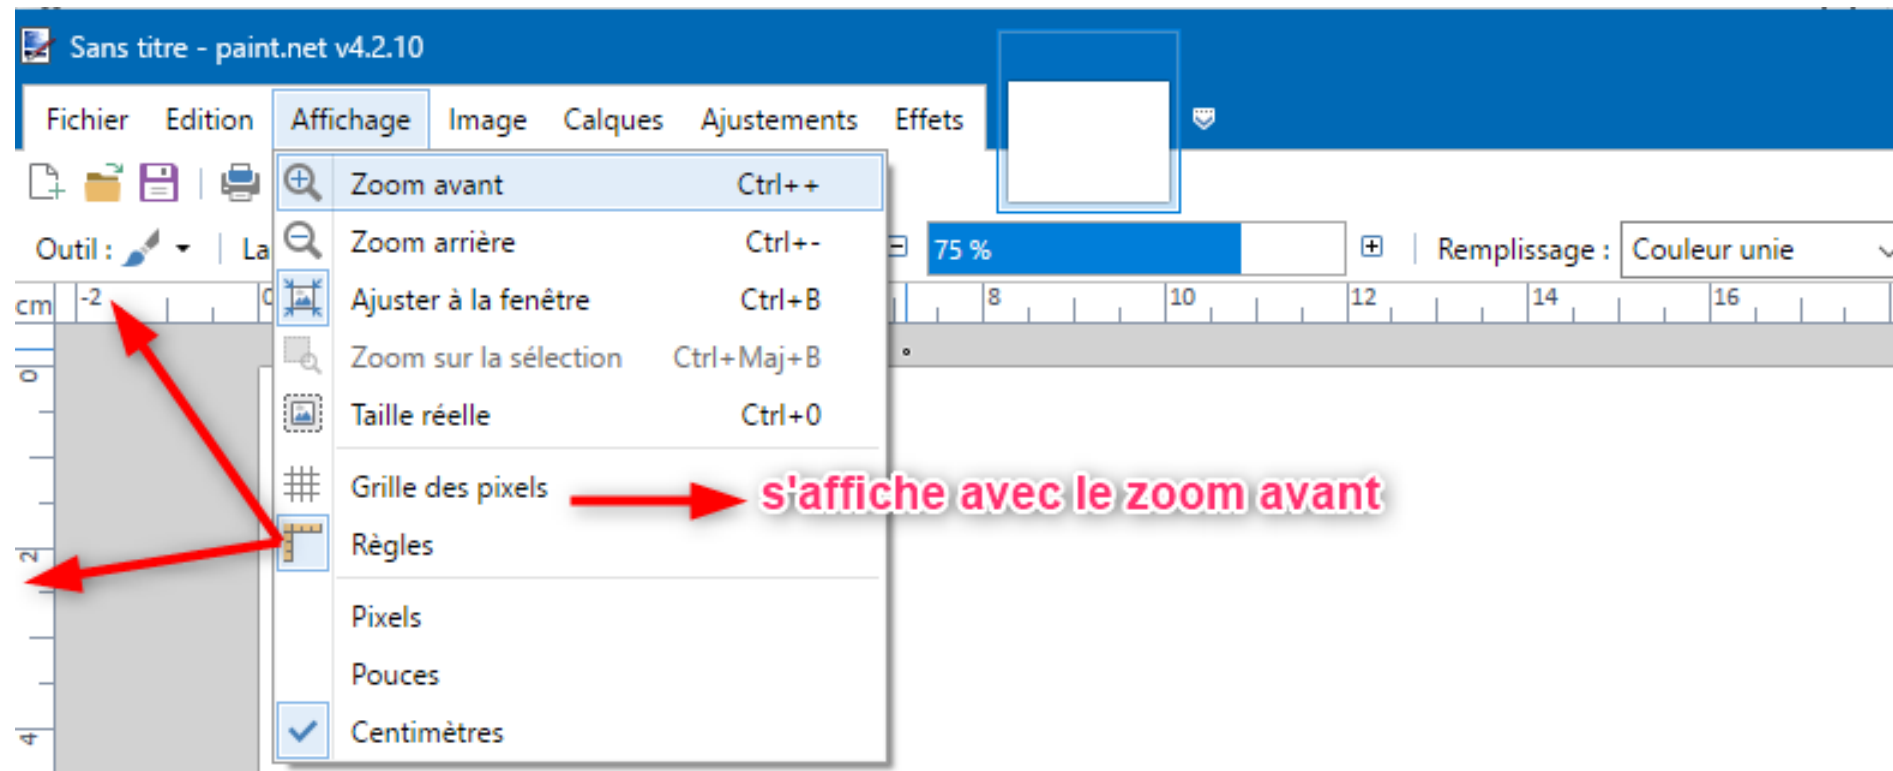 Sans titre - paint.net v4.2.10
Fichier Edition Affichage Image Calques Ajustements Effets
Zoom avant Ctrl++
Outil : La Zoom arrière Ctrl+- 75 % Remplissage : Couleur unie
cm -2 0 Ajuster à la fenêtre Ctrl+B 8 10 12 14 16
Zoom sur la sélection Ctrl+Maj+B
0
Taille réelle Ctrl+0
Grille des pixels s'affiche avec le zoom avant
2 Règles
Pixels
Pouces
4 Centimètres